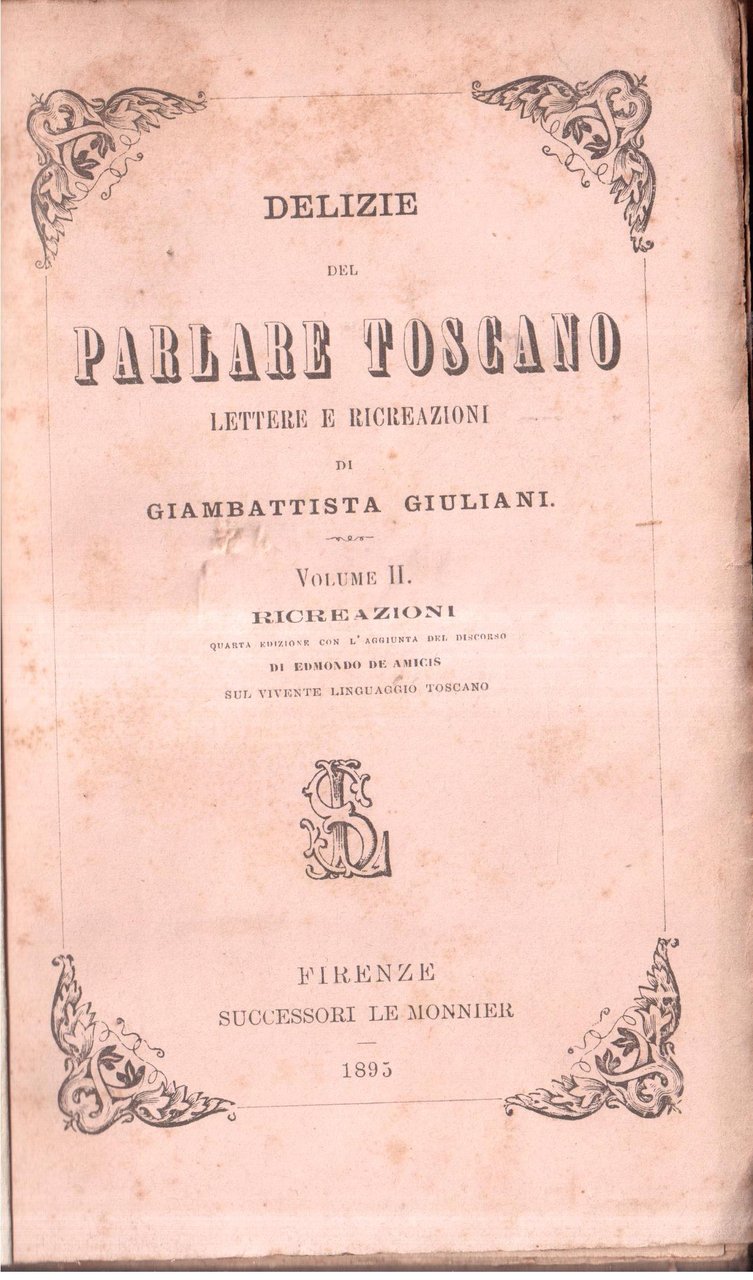 DELIZIE
DEL
PARLARE TOSCANO
LETTERE E RICREAZIONI
DI
GIAMBATTISTA GIULIANI.
VOLUME II.
RICREAZIONI
QUARTA EDIZIONE CON L'AGGIUNTA DEL DISCORSO
DI EDMONDO DE AMICIS
SUL VIVENTE LINGUAGGIO TOSCANO
SL
FIRENZE
SUCCESSORI LE MONNIER
1895